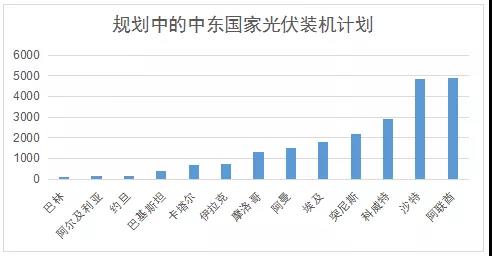 规划中的中东国家光伏装机计划
6000
5000
4000
3000
2000
1000
0
巴林
阿尔及利亚
约旦
巴基斯坦
卡塔尔
伊拉克
摩洛哥
阿曼
埃及
突尼斯
科威特
沙特
阿联酋